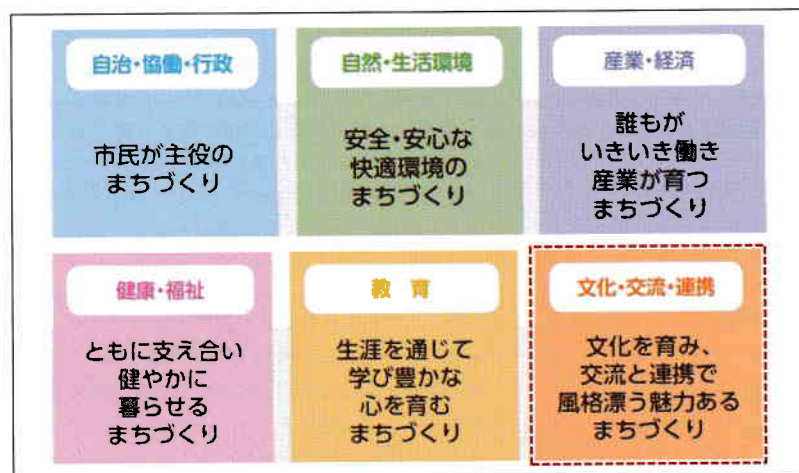 自治・協働・行政
市民が主役の
まちづくり
自然・生活環境
安全・安心な
快適環境の
まちづくり
産業・経済
誰もが
いきいき働き
産業が育つ
まちづくり
健康・福祉
ともに支え合い
健やかに
暮らせる
まちづくり
教 育
生涯を通じて
学び豊かな
心を育む
まちづくり
文化・交流・連携
文化を育み、
交流と連携で
風格漂う魅力ある
まちづくり